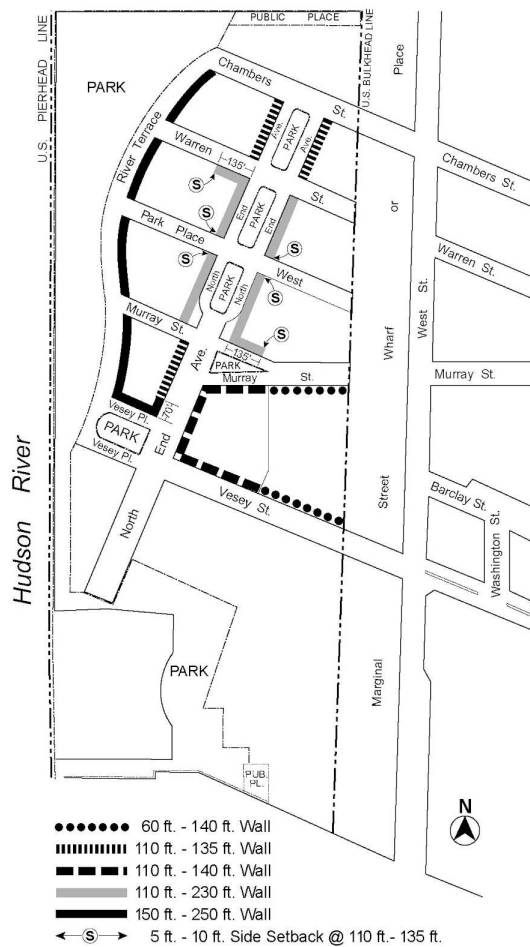 PUBLIC PLACE
U.S. PIERHEAD LINE
U.S. BULKHEAD LINE
Place
PARK
Chambers
St.
River Terrace
Ave.
PARK
Ave.
Warren
135'
St.
Chambers St.
S
S
End
PARK
End
S
or
Park Place
S
West
Warren St.
North
PARK
North
S
West St.
Wharf
Murray St.
S
135'
Ave.
PARK
Murray St.
Murray St.
70'
Vesey Pl.
PARK
Vesey Pl.
End
Vesey St.
Street
Barclay St.
Washington St.
North
Hudson River
PARK
Marginal
PUB. PL.
N
60 ft. - 140 ft. Wall
110 ft. - 135 ft. Wall
110 ft. - 140 ft. Wall
110 ft. - 230 ft. Wall
150 ft. - 250 ft. Wall
S 5 ft. - 10 ft. Side Setback @ 110 ft.- 135 ft.